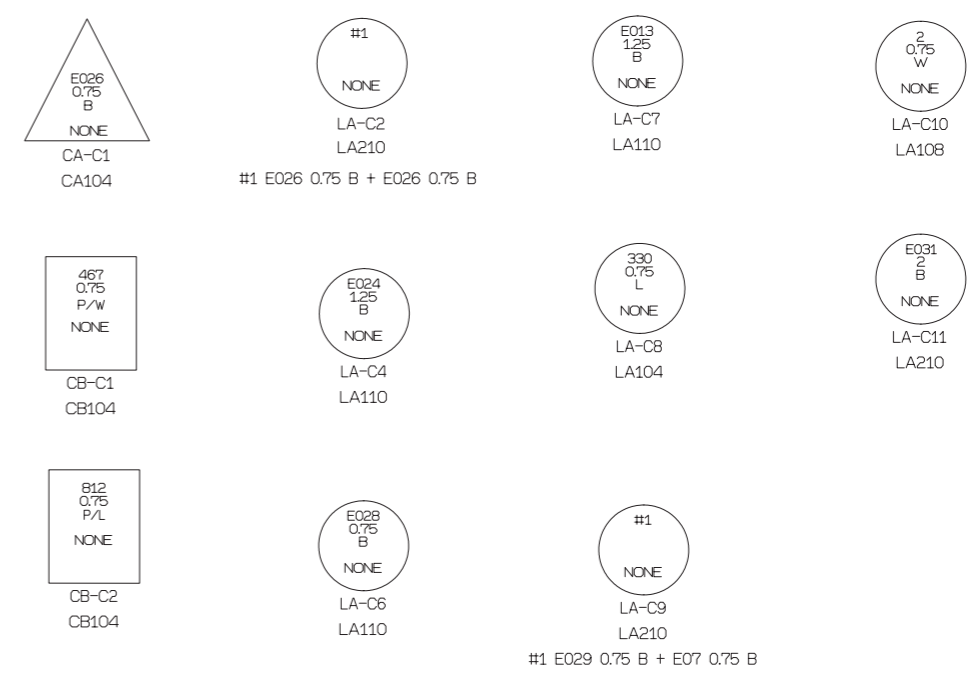 E026
0.75
B
NONE
CA-C1
CA104
#1
NONE
LA-C2
LA210
#1 E026 0.75 B + E026 0.75 B
E013
1.25
B
NONE
LA-C7
LA110
2
0.75
W
NONE
LA-C10
LA108
467
0.75
P/W
NONE
CB-C1
CB104
E024
1.25
B
NONE
LA-C4
LA110
330
0.75
L
NONE
LA-C8
LA104
E031
2
B
NONE
LA-C11
LA210
812
0.75
P/L
NONE
CB-C2
CB104
E028
0.75
B
NONE
LA-C6
LA110
#1
NONE
LA-C9
LA210
#1 E029 0.75 B + E07 0.75 B